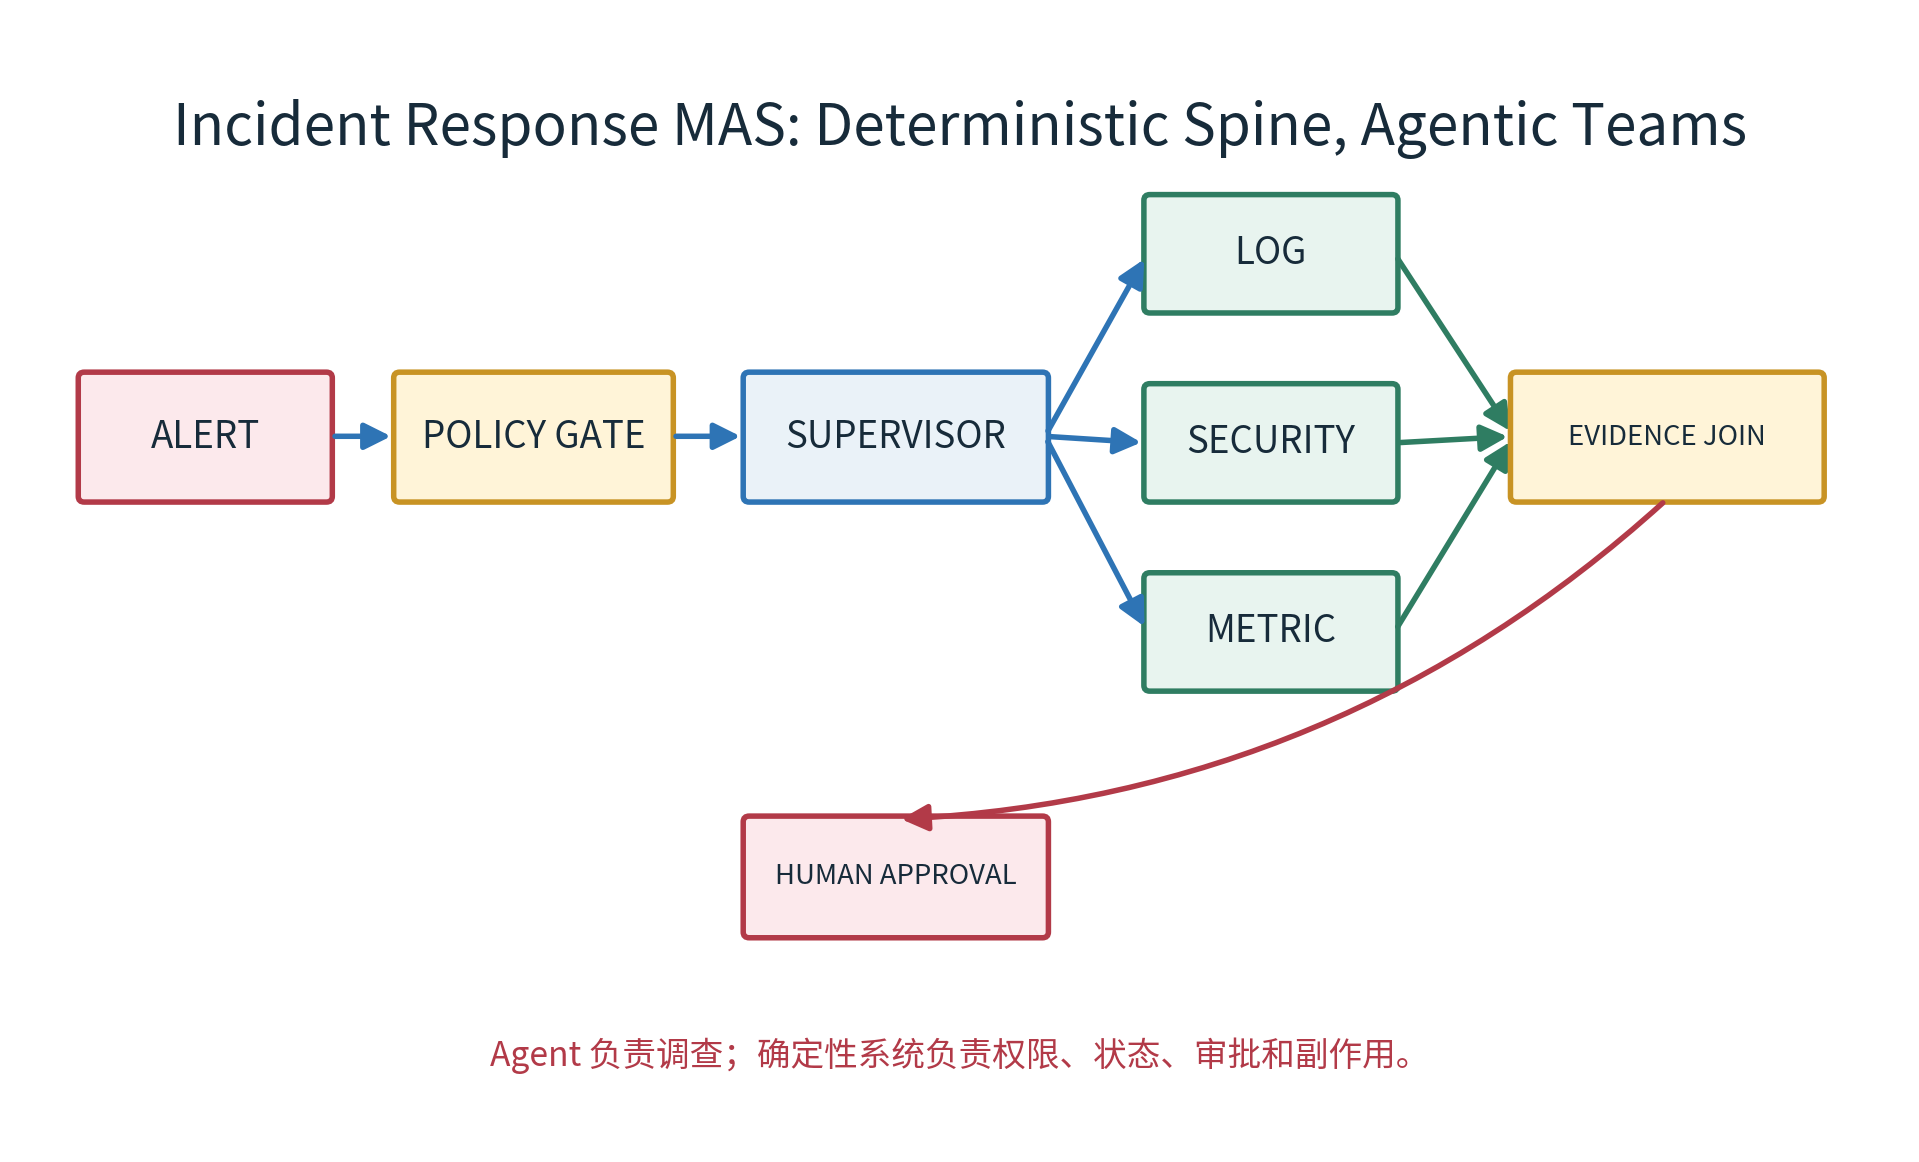 Incident Response MAS: Deterministic Spine, Agentic Teams
ALERT
POLICY GATE
SUPERVISOR
LOG
SECURITY
METRIC
EVIDENCE JOIN
HUMAN APPROVAL
Agent 负责调查；确定性系统负责权限、状态、审批和副作用。